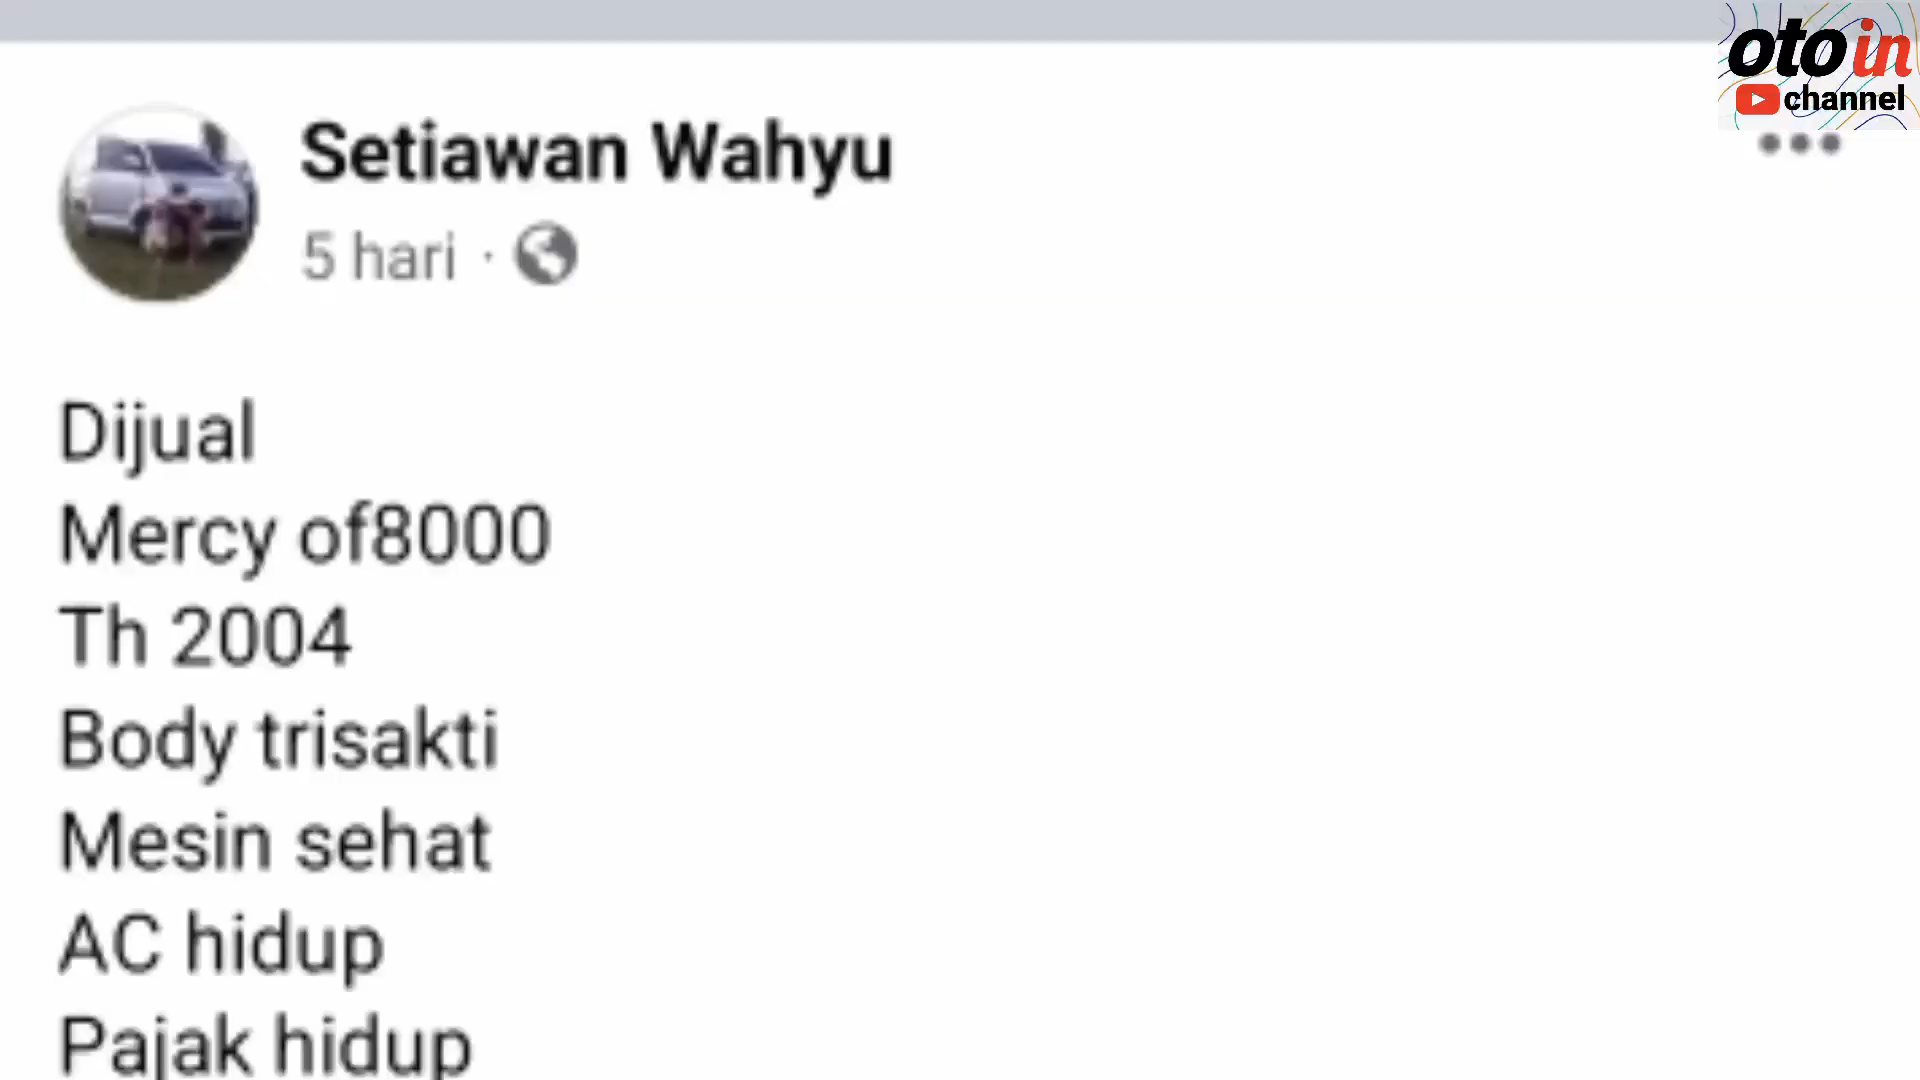 otoin
channel
Setiawan Wahyu
5 hari ·
Dijual
Mercy of8000
Th 2004
Body trisakti
Mesin sehat
AC hidup
Pajak hidup